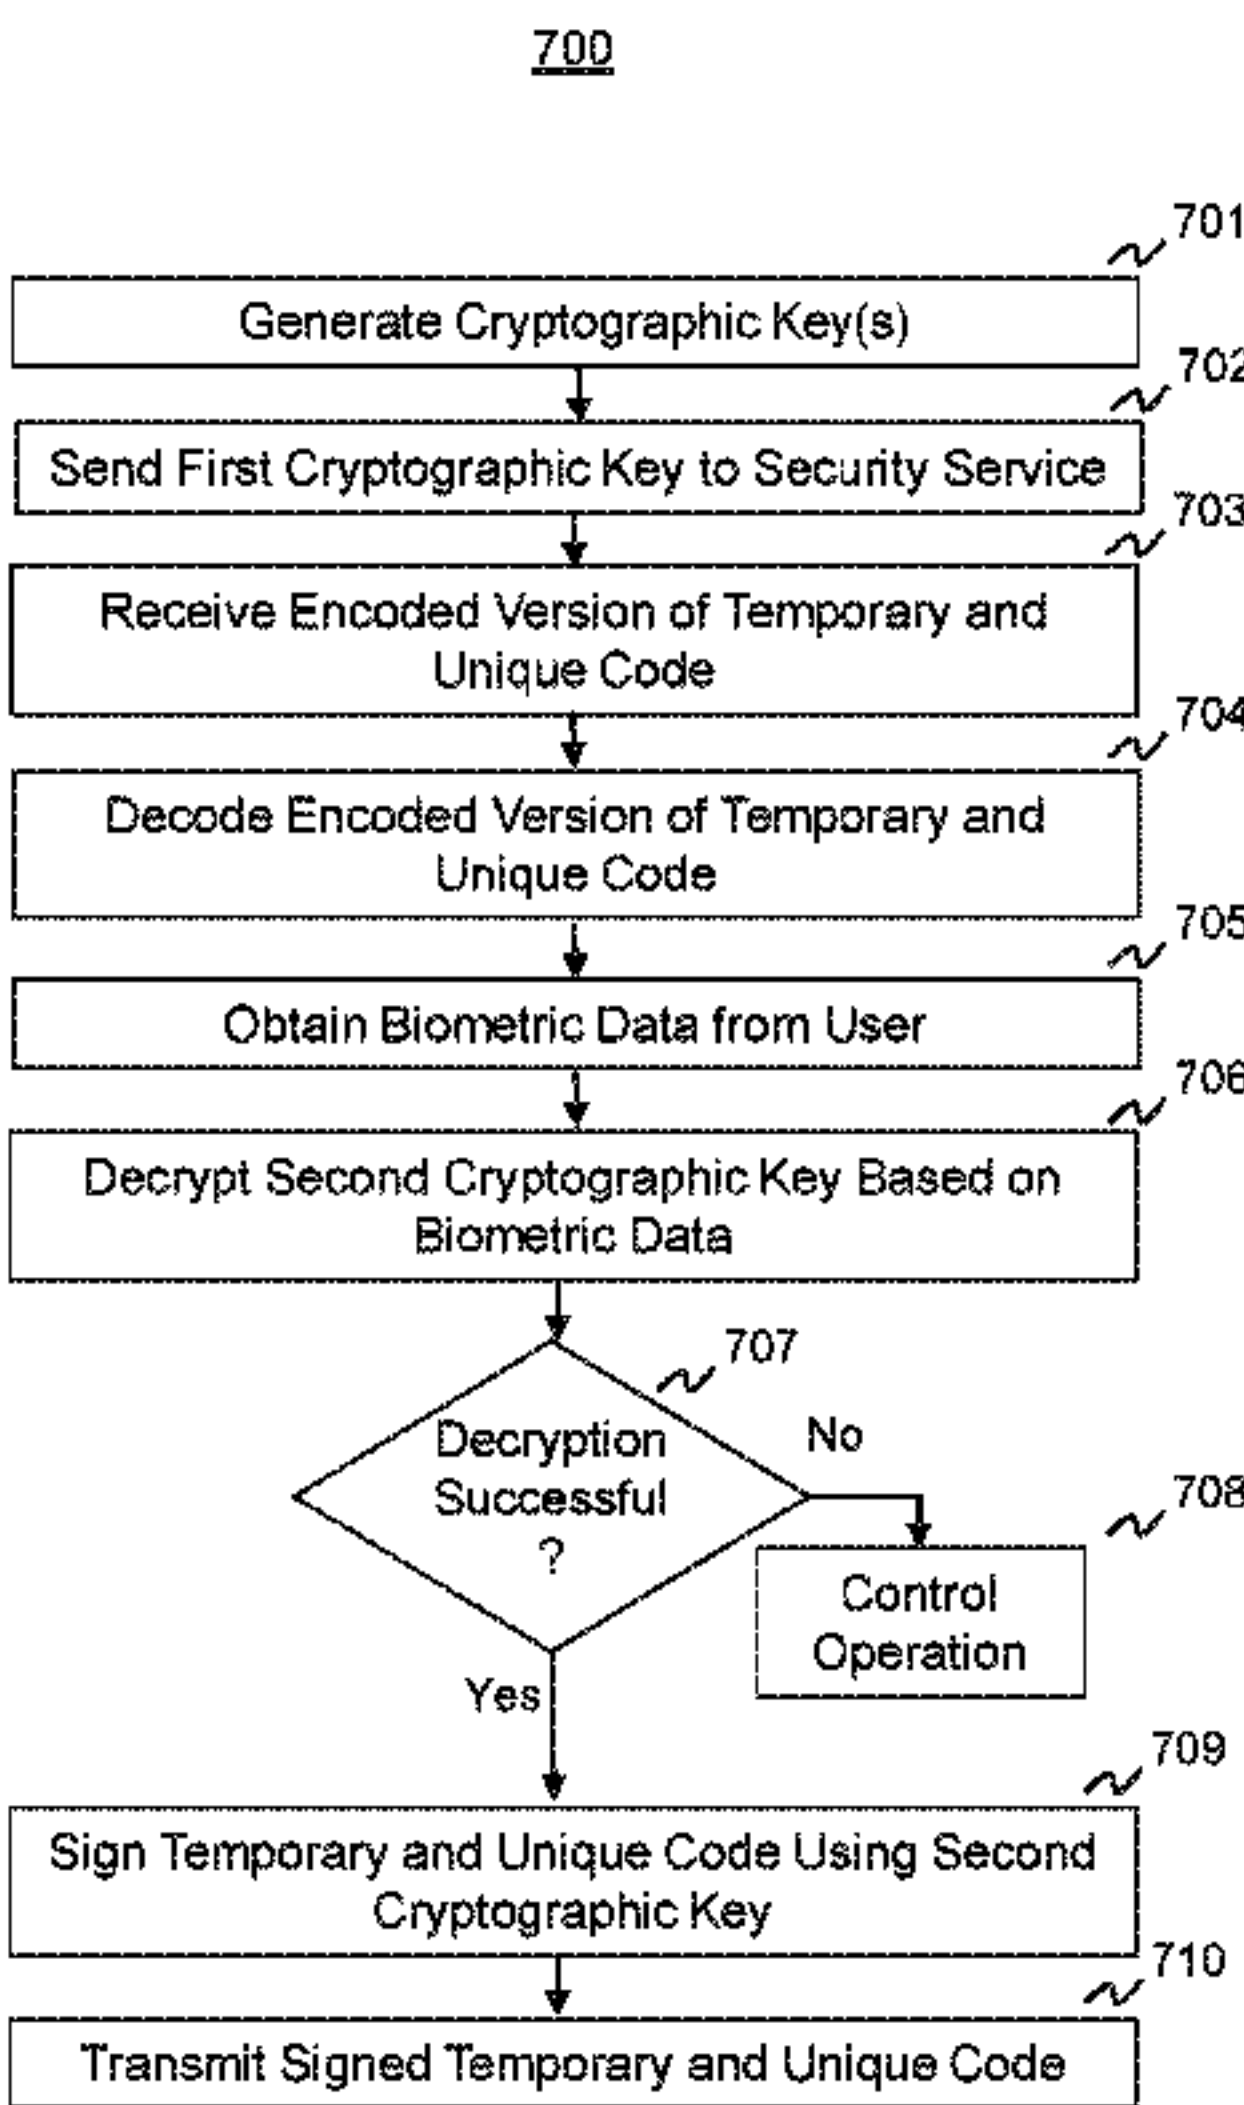 700
701
Generate Cryptographic Key(s)
702
Send First Cryptographic Key to Security Service
703
Receive Encoded Version of Temporary and
Unique Code
704
Decode Encoded Version of Temporary and
Unique Code
705
Obtain Biometric Data from User
706
Decrypt Second Cryptographic Key Based on
Biometric Data
707
Decryption
Successful
?
No
708
Control
Operation
Yes
709
Sign Temporary and Unique Code Using Second
Cryptographic Key
710
Transmit Signed Temporary and Unique Code